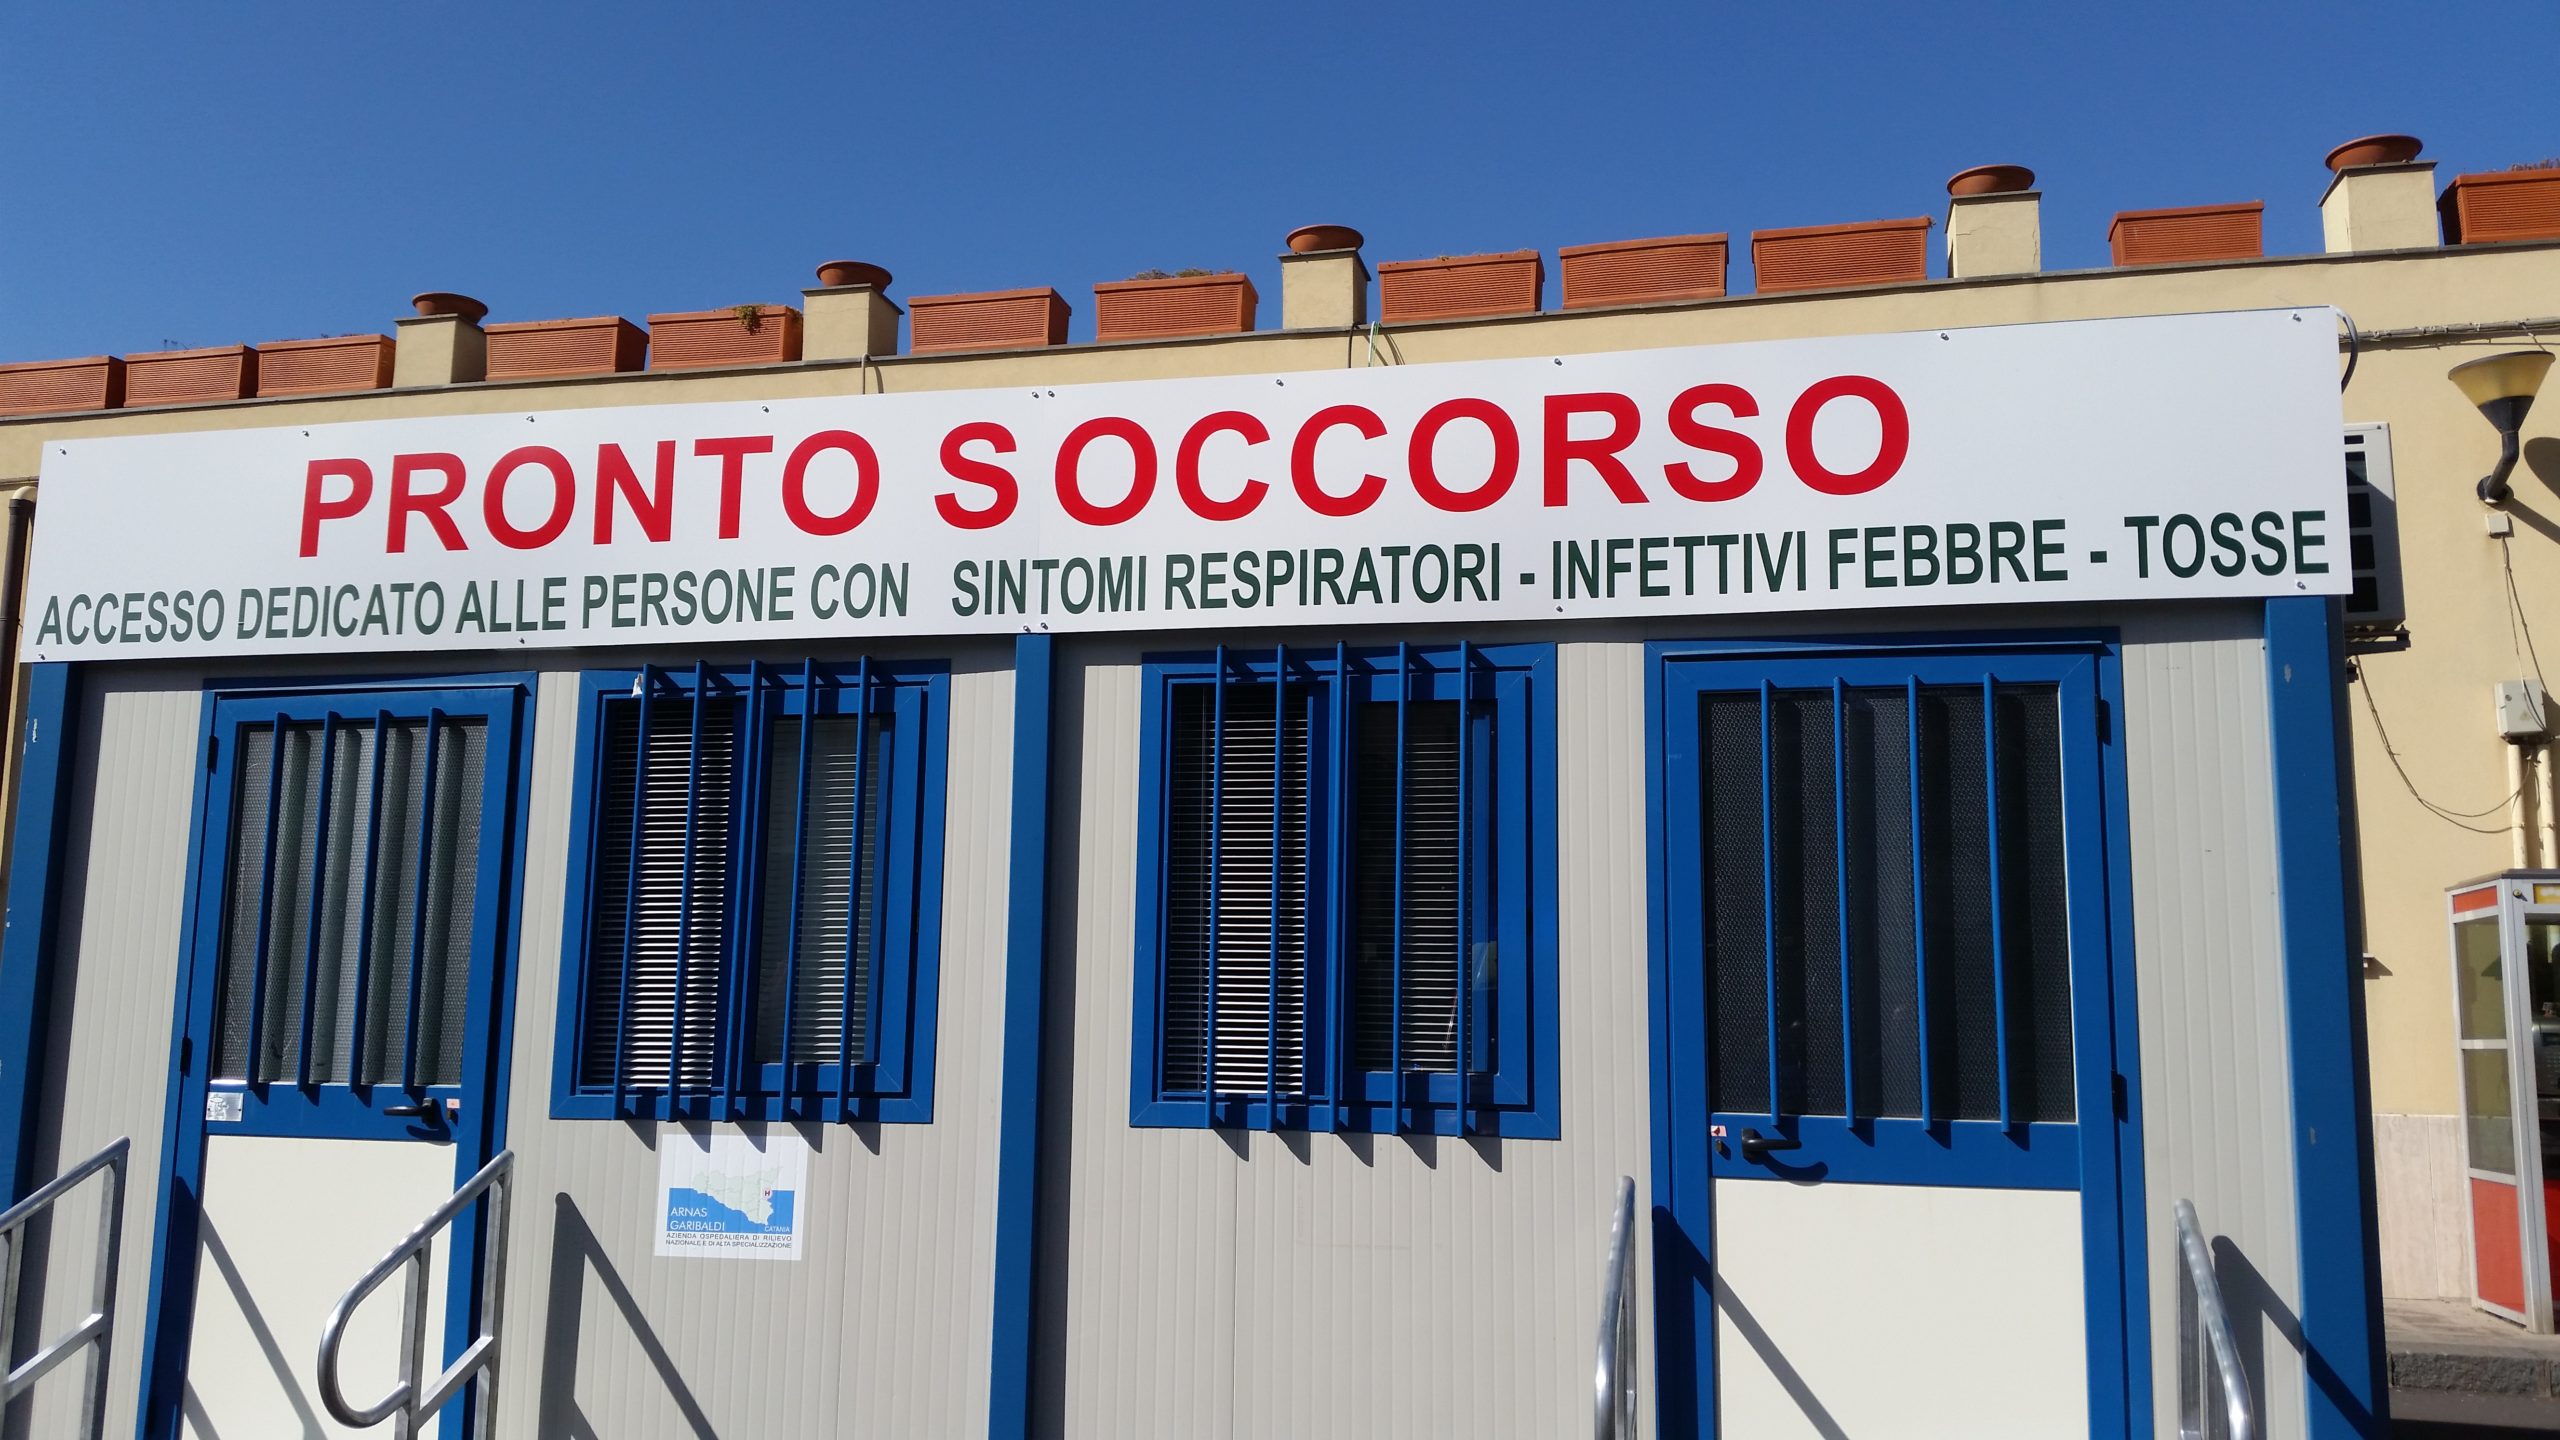 PRONTO SOCCORSO
ACCESSO DEDICATO ALLE PERSONE CON SINTOMI RESPIRATORI - INFETTIVI FEBBRE - TOSSE
H
ARNAS
GARIBALDI
CATANIA
AZIENDA OSPEDALIERA DI RILIEVO
NAZIONALE E DI ALTA SPECIALIZZAZIONE